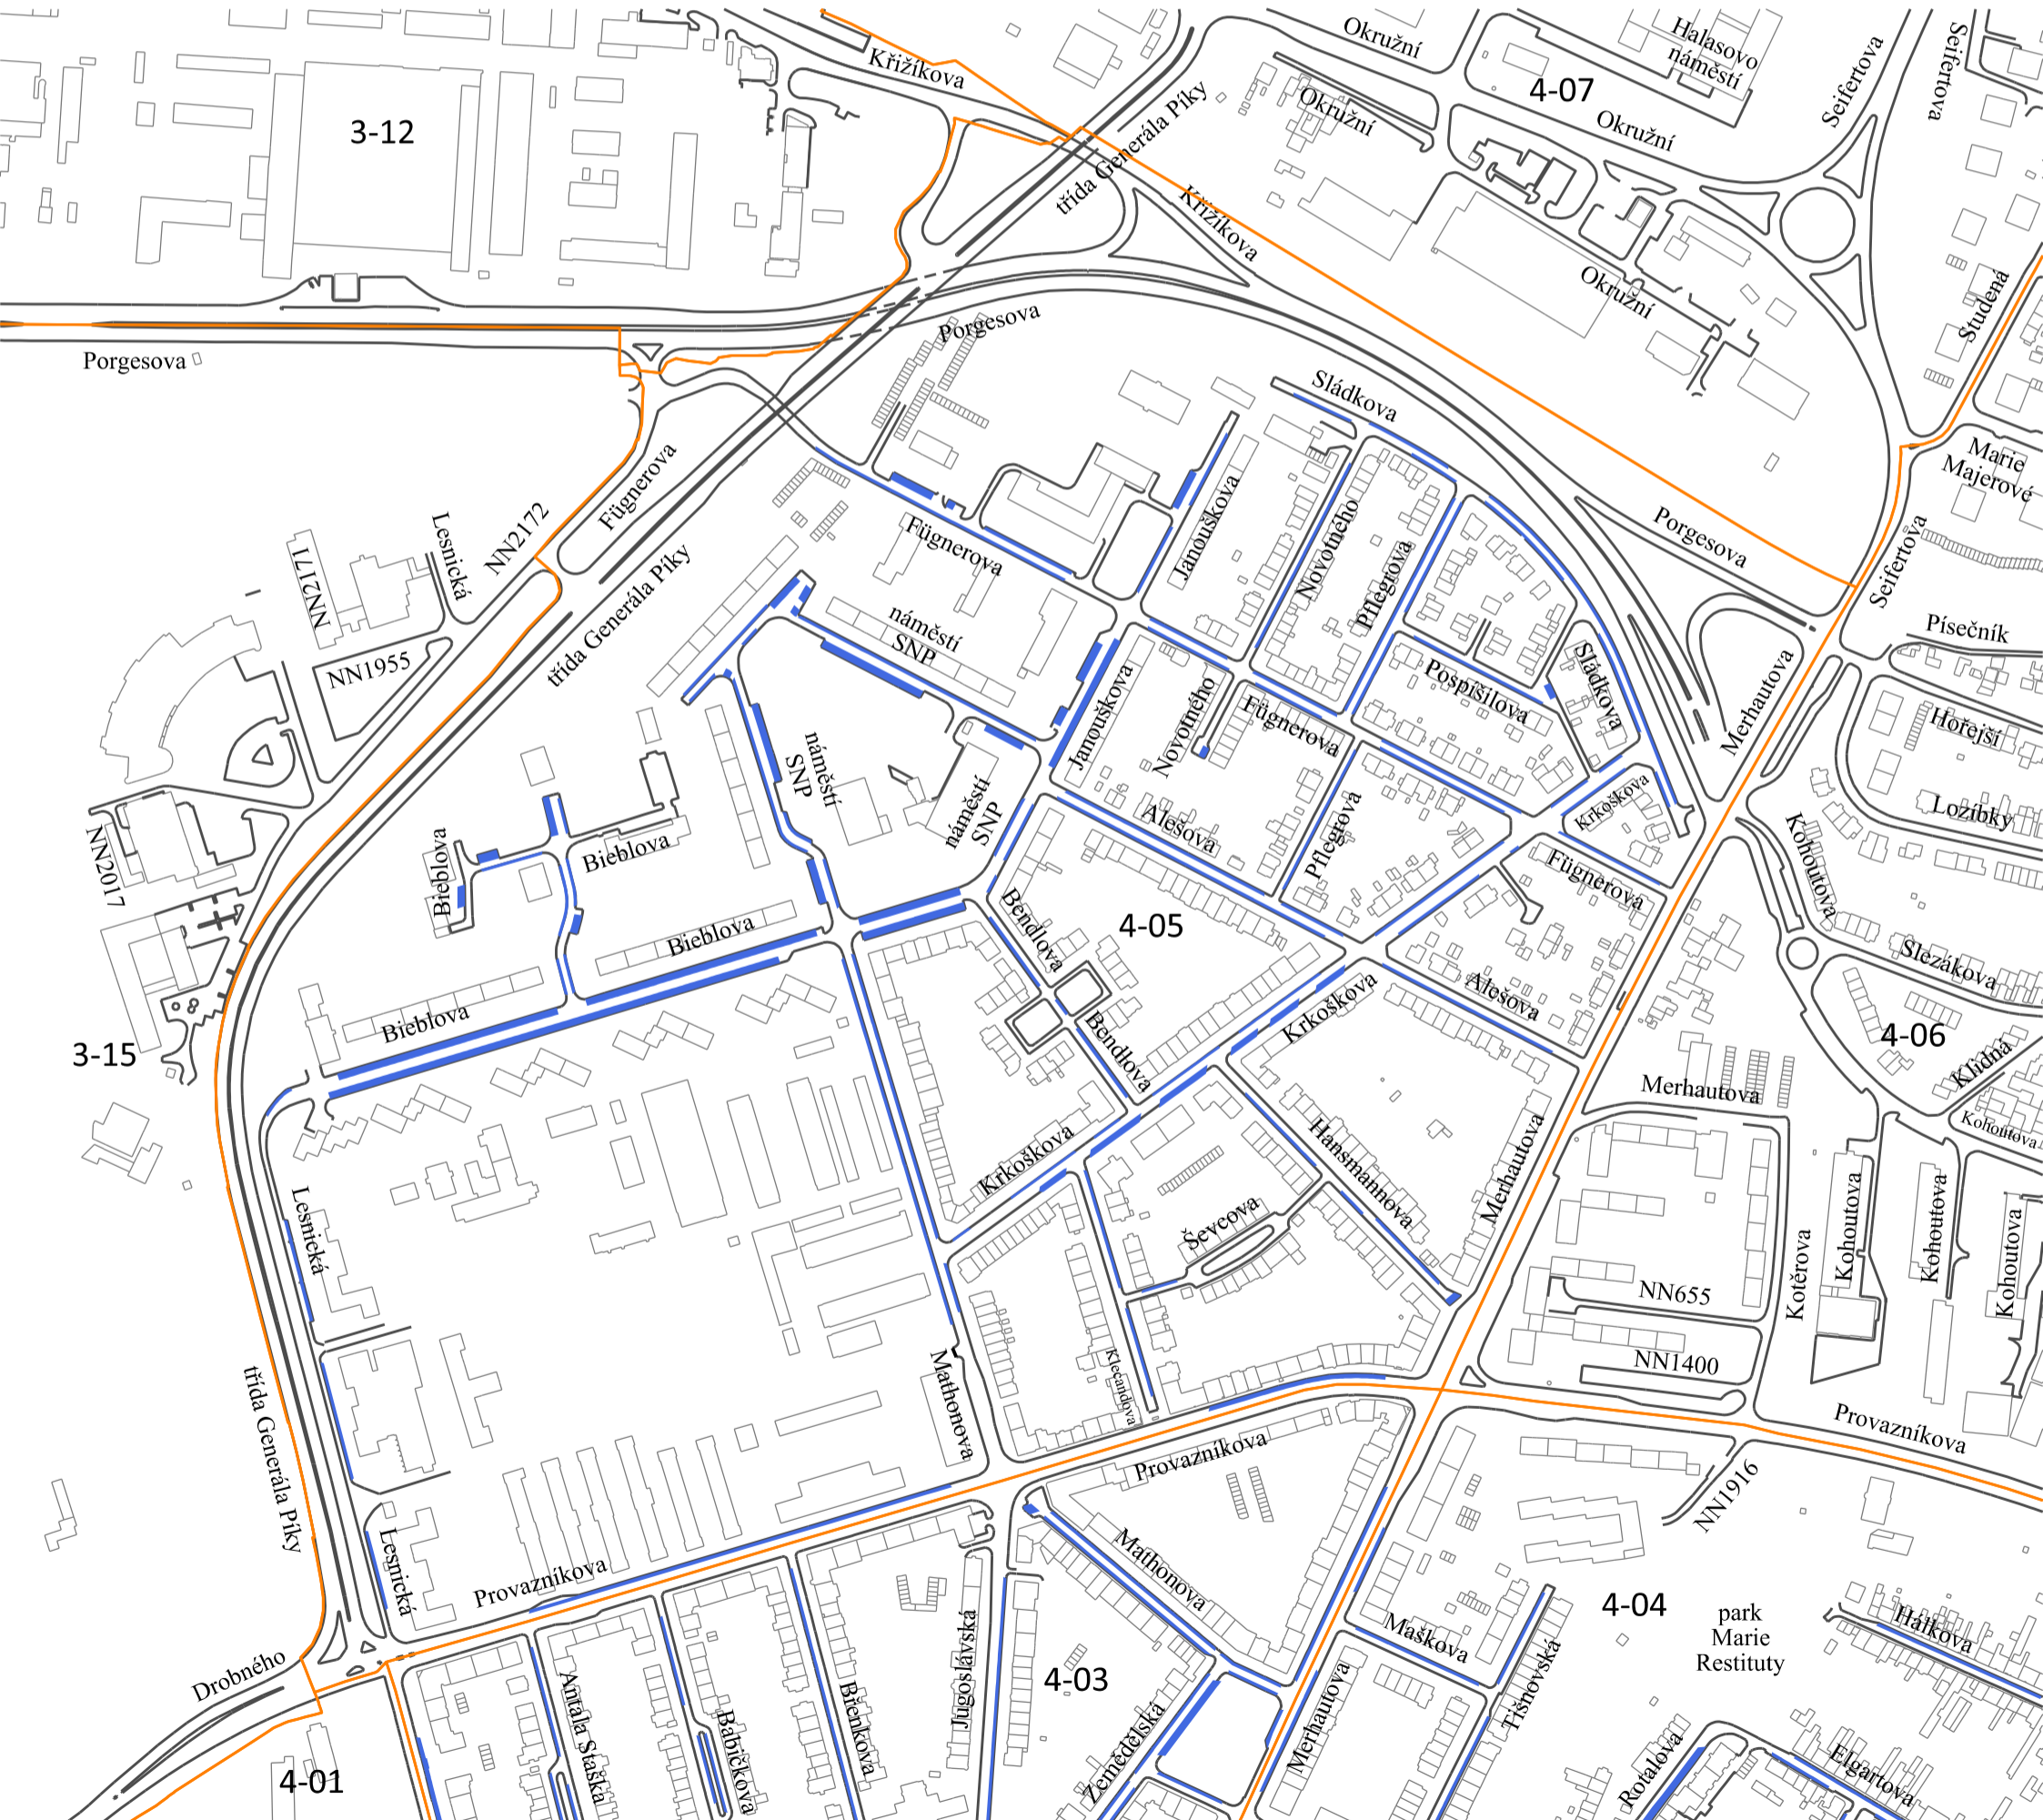 Křižíkova
Okružní
Halasovo
náměstí
Seifertova
Seifertova
4-07
3-12
Okružní
Okružní
třída Generála Píky
Křižíkova
Okružní
Studená
Porgesova
Porgesova
Sládkova
Marie
Majerové
Fügnerova
Lesnická
NN2172
Janouškova
Novotného
Porgesova
Fügnerova
Pflegrova
Seifertova
NN2171
třída Generála Píky
náměstí
SNP
Písečník
NN1955
Sládkova
Pospíšilova
Merhautova
Janouškova
Novotného
Fügnerova
Hořejší
náměstí
SNP
Krkoškova
Lozíbky
náměstí
SNP
Alešova
Pflegrova
NN2017
Bieblova
Bieblova
Fügnerova
Kohoutova
Bendlova
4-05
Bieblova
Slezákova
Alešova
Bieblova
Krkoškova
3-15
Bendlova
4-06
Klidná
Merhautova
Kohoutova
Krkoškova
Hansmannova
Merhautova
Ševcova
Lesnická
Kotěrova
Kohoutova
Kohoutova
Kohoutova
NN655
NN1400
Klecandova
Mathonova
třída Generála Píky
Provazníkova
Provazníkova
NN1916
Lesnická
Provazníkova
Mathonova
4-04
park
Marie
Restituty
Hálkova
Maškova
Drobného
4-03
Antala Staška
Babičkova
Břenkova
Jugoslávská
Zemědělská
Merhautova
Tišnovská
4-01
Rotalova
Elgartova